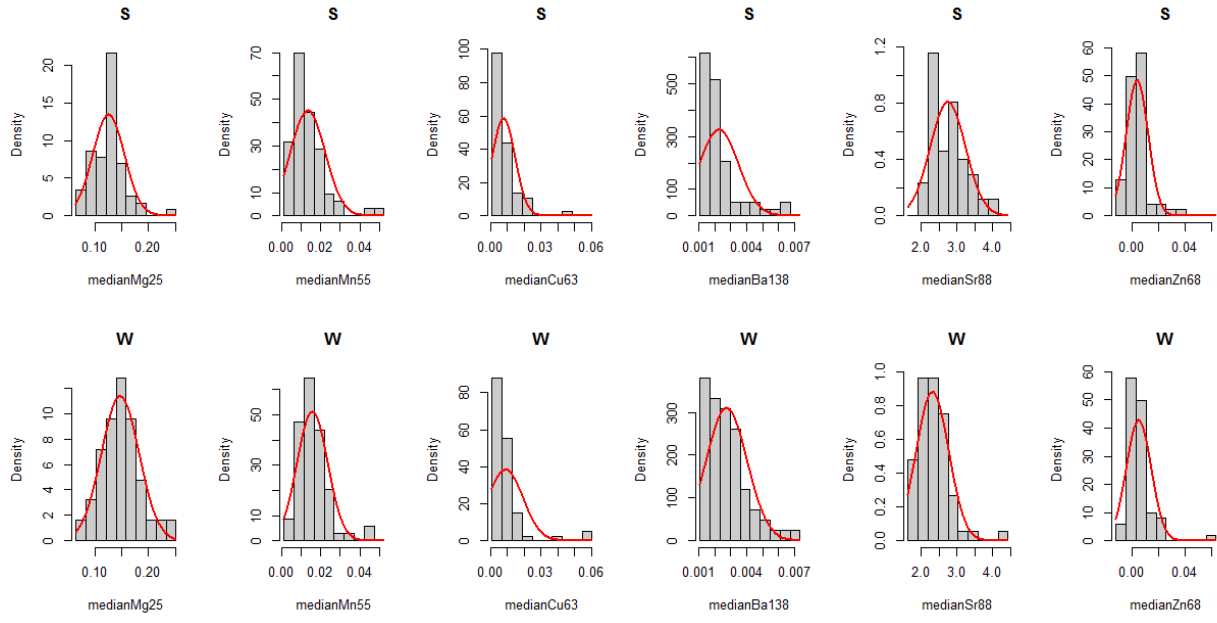 S S S S S S
Density 0 5 10 15 20 0.10 0.20 medianMg25
Density 0 10 30 50 70 0.00 0.02 0.04 medianMn55
Density 0 20 40 60 80 100 0.00 0.03 0.06 medianCu63
Density 0 100 300 500 0.001 0.004 0.007 medianBa138
Density 0.0 0.4 0.8 1.2 2.0 3.0 4.0 medianSr88
Density 0 10 20 30 40 50 60 0.00 0.04 medianZn68
W W W W W W
Density 0 2 4 6 8 10 0.10 0.20 medianMg25
Density 0 10 30 50 0.00 0.02 0.04 medianMn55
Density 0 20 40 60 80 0.00 0.03 0.06 medianCu63
Density 0 100 200 300 0.001 0.004 0.007 medianBa138
Density 0.0 0.2 0.4 0.6 0.8 1.0 2.0 3.0 4.0 medianSr88
Density 0 10 20 30 40 50 60 0.00 0.04 medianZn68